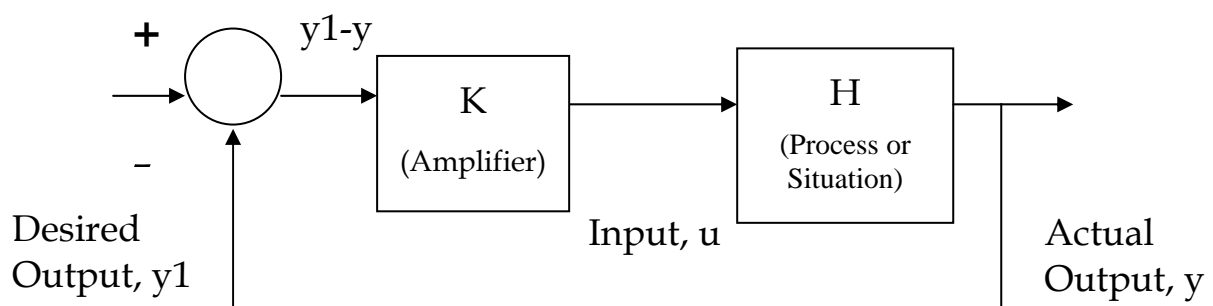 +
y1-y
K
(Amplifier)
H
(Process or
Situation)
-
Desired
Output, y1
Input, u
Actual
Output, y